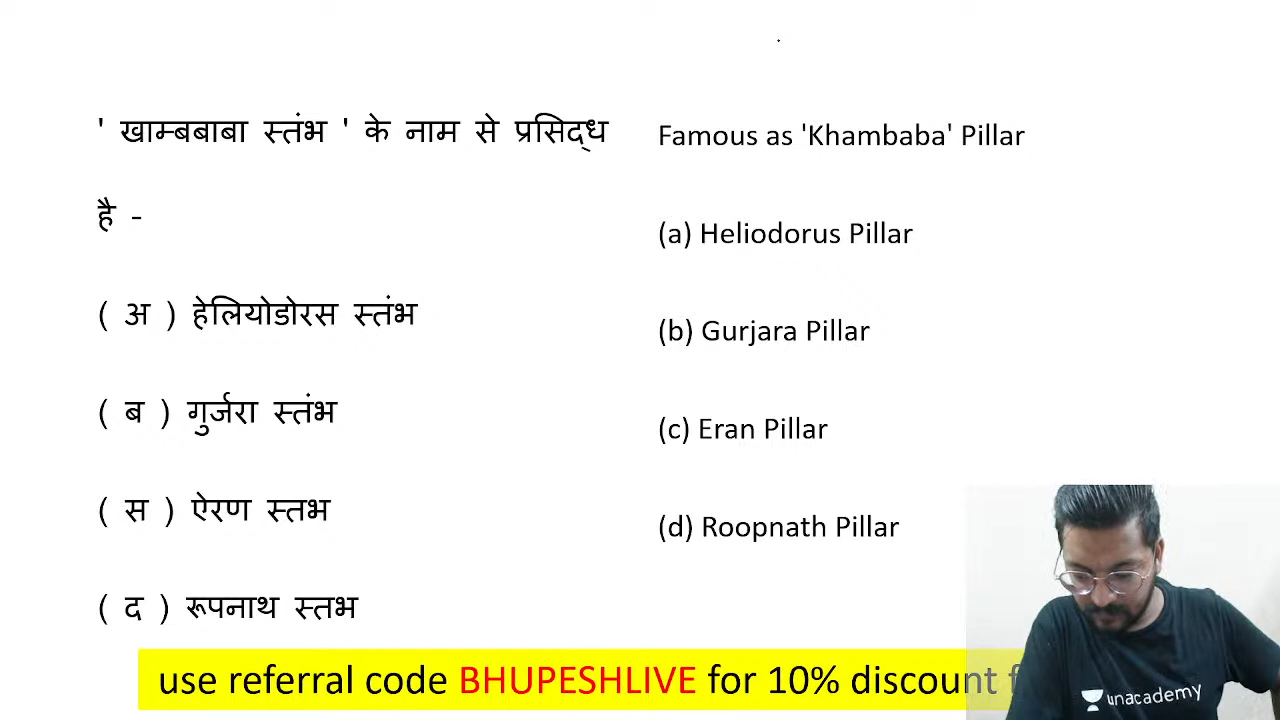 ' खाम्बबाबा स्तंभ ' के नाम से प्रसिद्ध
है -
( अ ) हेलियोडोरस स्तंभ
( ब ) गुर्जरा स्तंभ
( स ) ऐरण स्तभ
( द ) रूपनाथ स्तभ
Famous as 'Khambaba' Pillar
(a) Heliodorus Pillar
(b) Gurjara Pillar
(c) Eran Pillar
(d) Roopnath Pillar
use referral code BHUPESHLIVE for 10% discount
unacademy